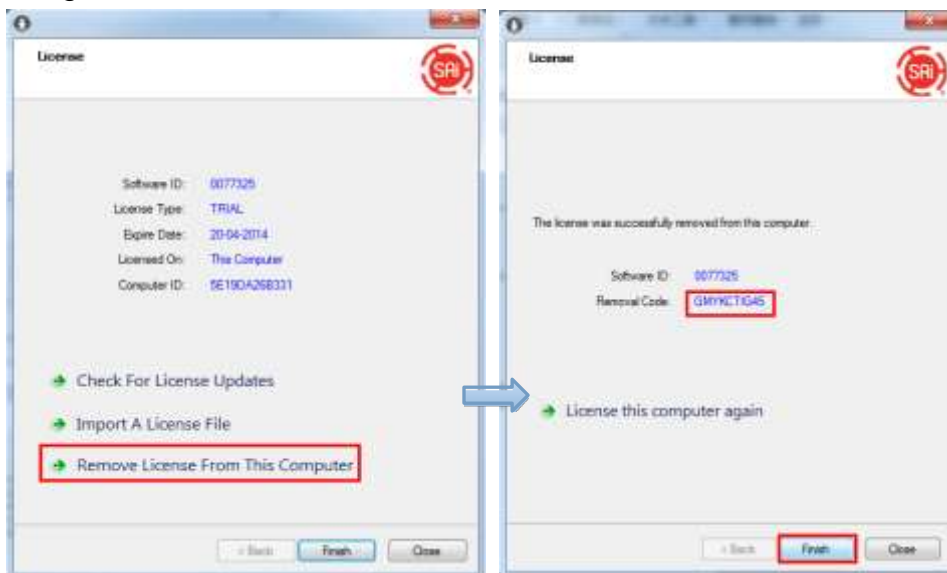 License
SAi
Software ID: 0077325
License Type: TRIAL
Expire Date: 20-04-2014
Licensed On: This Computer
Computer ID: 5E19DA26B331
Check For License Updates
Import A License File
Remove License From This Computer
< Back Finish Close
License
SAi
The license was successfully removed from this computer.
Software ID: 0077325
Removal Code:
License this computer again
< Back Finish Close